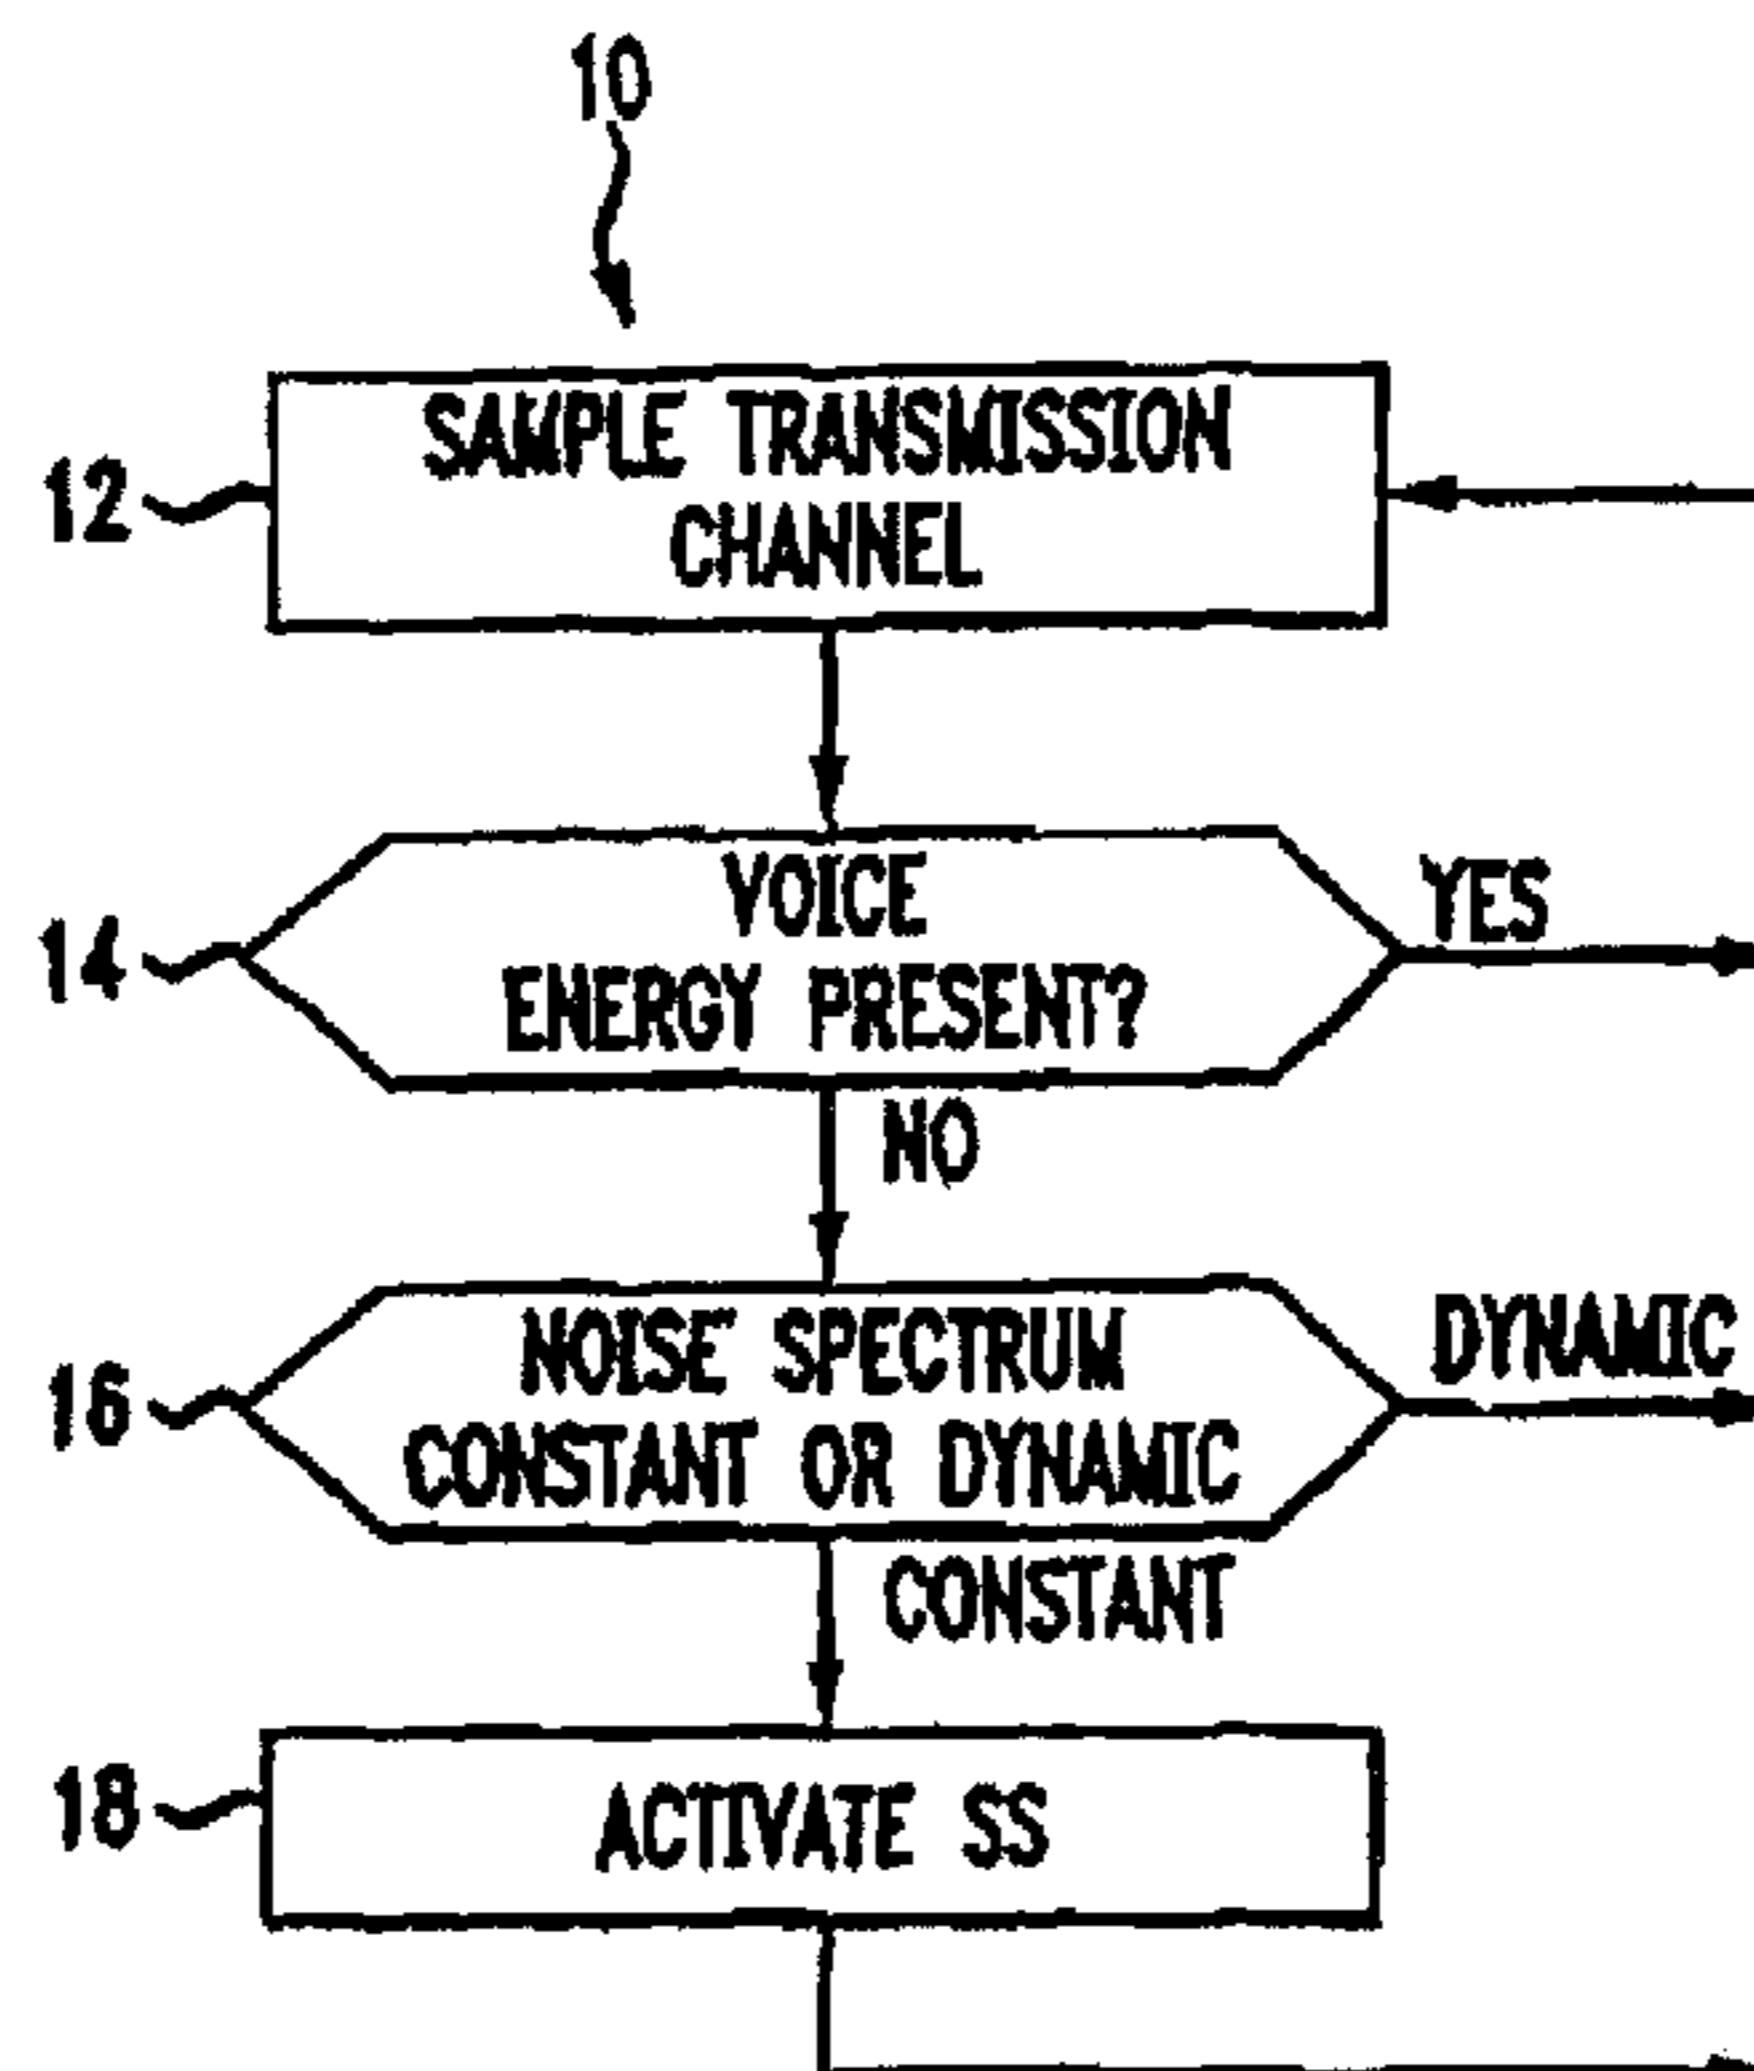 10
SAMPLE TRANSMISSION
CHANNEL
12
VOICE
ENERGY PRESENT?
14
YES
NO
NOISE SPECTRUM
CONSTANT OR DYNAMIC
16
DYNAMIC
CONSTANT
ACTIVATE SS
18